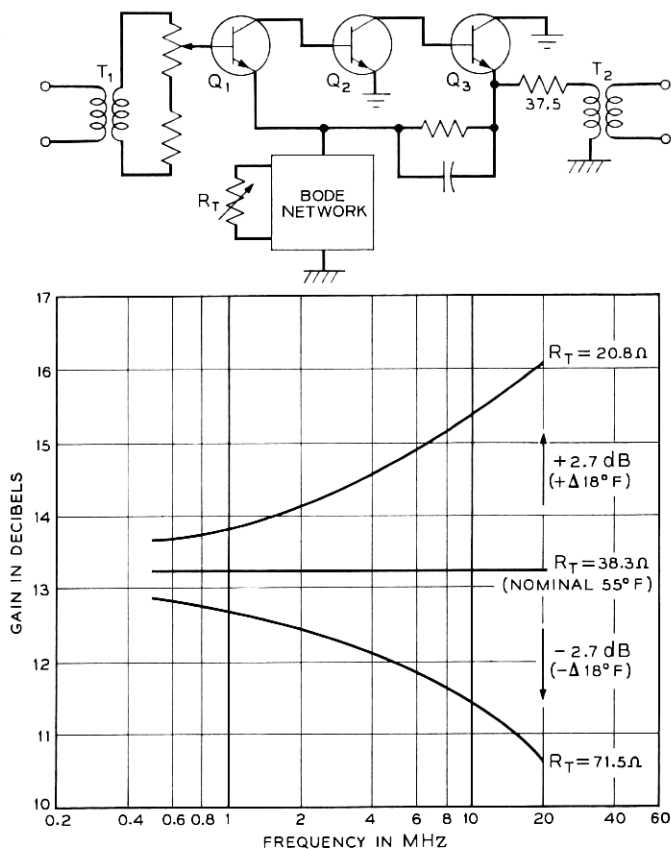 T1
Q1
Q2
Q3
37.5
T2
RT
BODE
NETWORK
GAIN IN DECIBELS
17
16
15
14
13
12
11
10
RT = 20.8Ω
+2.7 dB
(+Δ18°F)
RT = 38.3Ω
(NOMINAL 55°F)
−2.7 dB
(−Δ18°F)
RT = 71.5Ω
0.2 0.4 0.6 0.8 1 2 4 6 8 10 20 40 60
FREQUENCY IN MHz